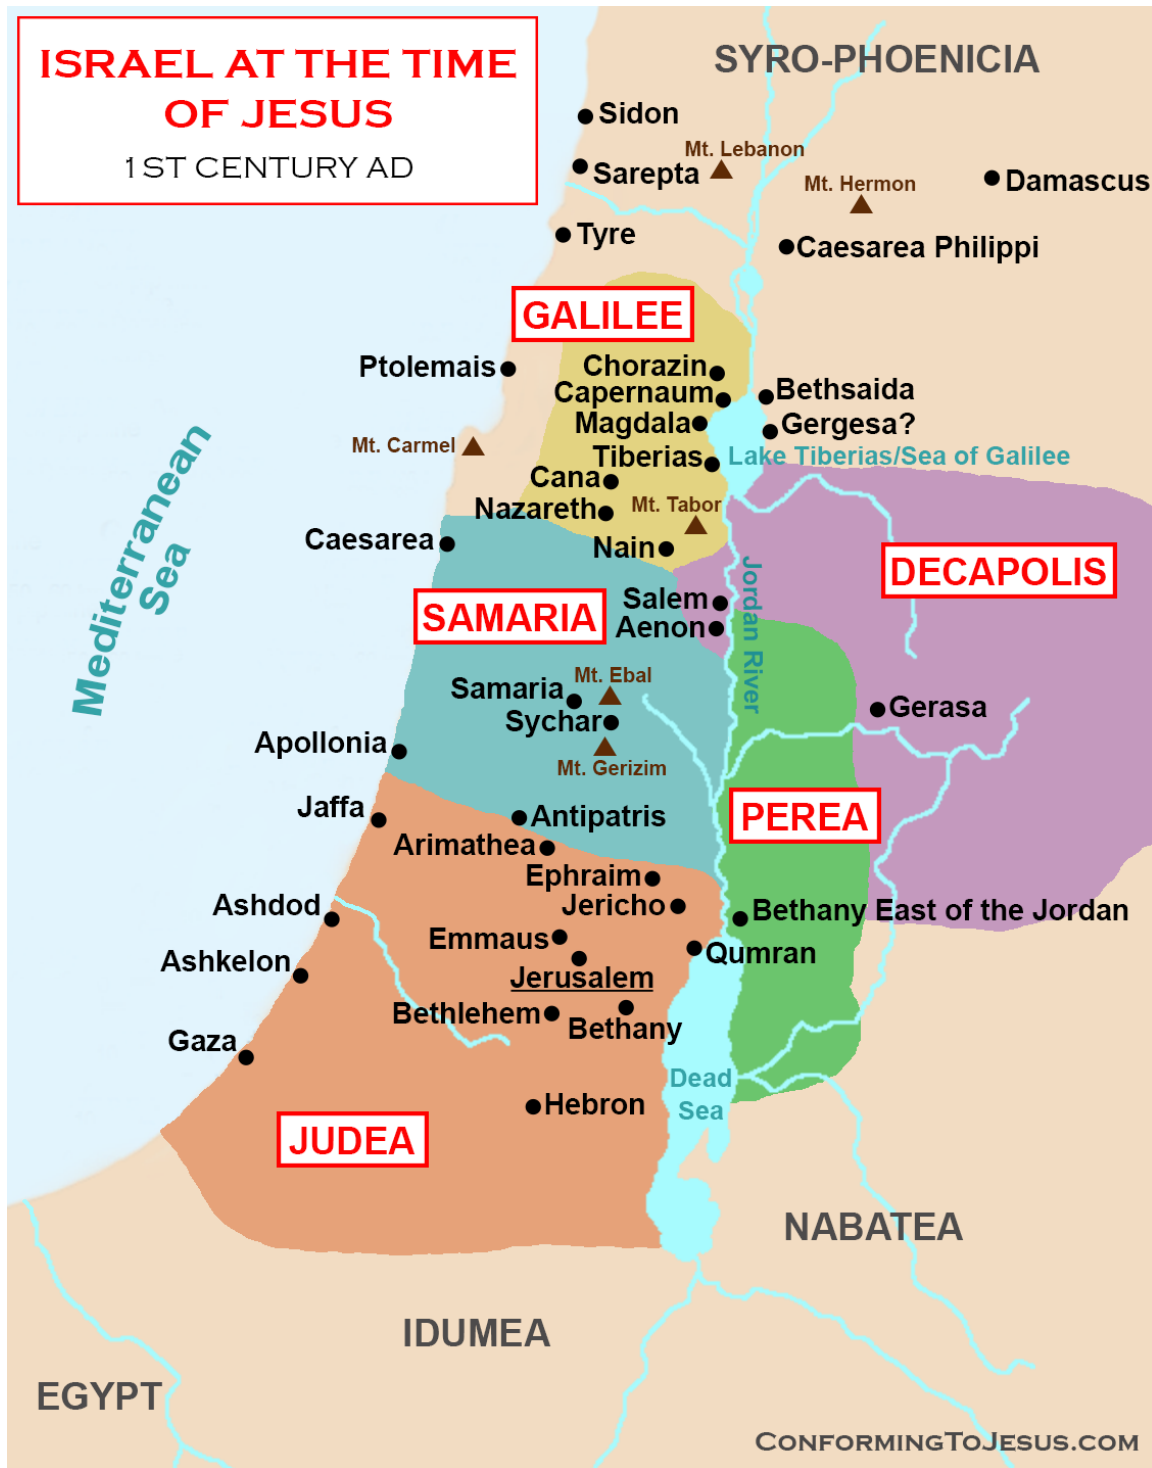 ISRAEL AT THE TIME
OF JESUS
1ST CENTURY AD
SYRO-PHOENICIA
Sidon
Mt. Lebanon
Sarepta
Mt. Hermon
Damascus
Tyre
Caesarea Philippi
GALILEE
Ptolemais
Chorazin
Capernaum
Bethsaida
Magdala
Gergesa?
Mt. Carmel
Tiberias
Lake Tiberias/Sea of Galilee
Cana
Nazareth
Mt. Tabor
Mediterranean
Sea
Caesarea
Nain
DECAPOLIS
Jordan River
SAMARIA
Salem
Aenon
Mt. Ebal
Samaria
Sychar
Gerasa
Apollonia
Mt. Gerizim
Jaffa
Antipatris
PEREA
Arimathea
Ephraim
Jericho
Ashdod
Bethany East of the Jordan
Emmaus
Qumran
Ashkelon
Jerusalem
Bethlehem
Bethany
Gaza
Dead
Sea
Hebron
JUDEA
NABATEA
IDUMEA
EGYPT
CONFORMINGTOJESUS.COM